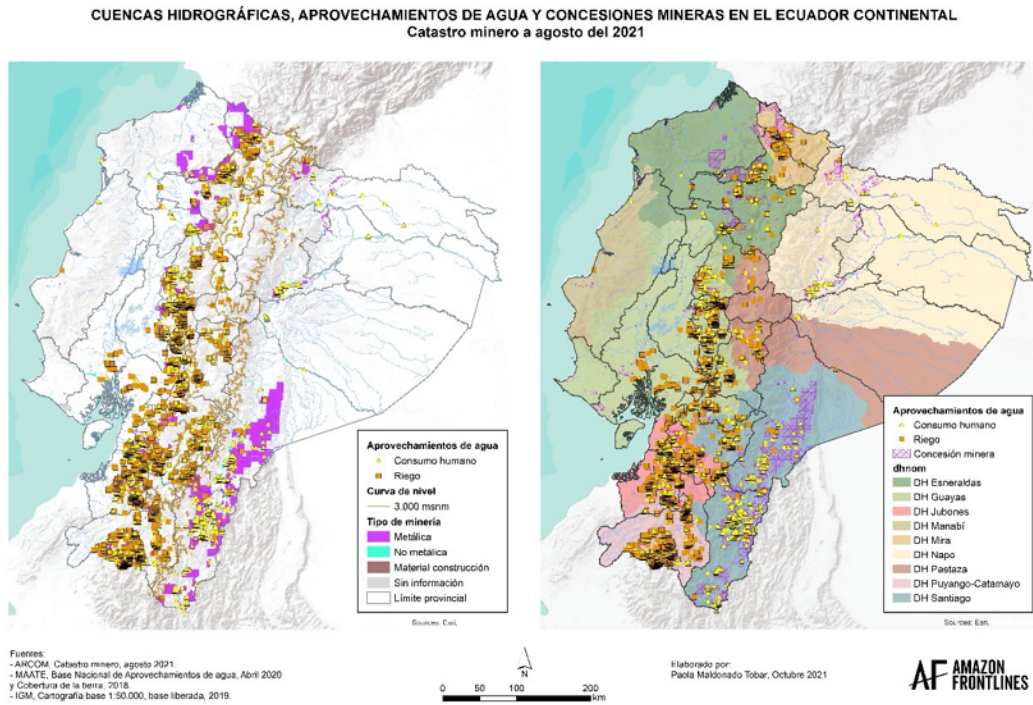 CUENCAS HIDROGRÁFICAS, APROVECHAMIENTOS DE AGUA Y CONCESIONES MINERAS EN EL ECUADOR CONTINENTAL
Catastro minero a agosto del 2021
Aprovechamientos de agua
Consumo humano
Riego
Curva de nivel
3.000 msnm
Tipo de minería
Metálica
No metálica
Material construcción
Sin información
Límite provincial
Sources: Esri,
Aprovechamientos de agua
Consumo humano
Riego
Concesión minera
dhnom
DH Esmeraldas
DH Guayas
DH Jubones
DH Manabí
DH Mira
DH Napo
DH Pastaza
DH Puyango-Catamayo
DH Santiago
Sources: Esri,
Fuentes:
- ARCOM, Catastro minero, agosto 2021.
- MAATE, Base Nacional de Aprovechamientos de agua, Abril 2020
y Cobertura de la tierra, 2018.
- IGM, Cartografía base 1:50.000, base liberada, 2019.
N
0 50 100 200
km
Elaborado por:
Paola Maldonado Tobar, Octubre 2021
AF AMAZON
FRONTLINES